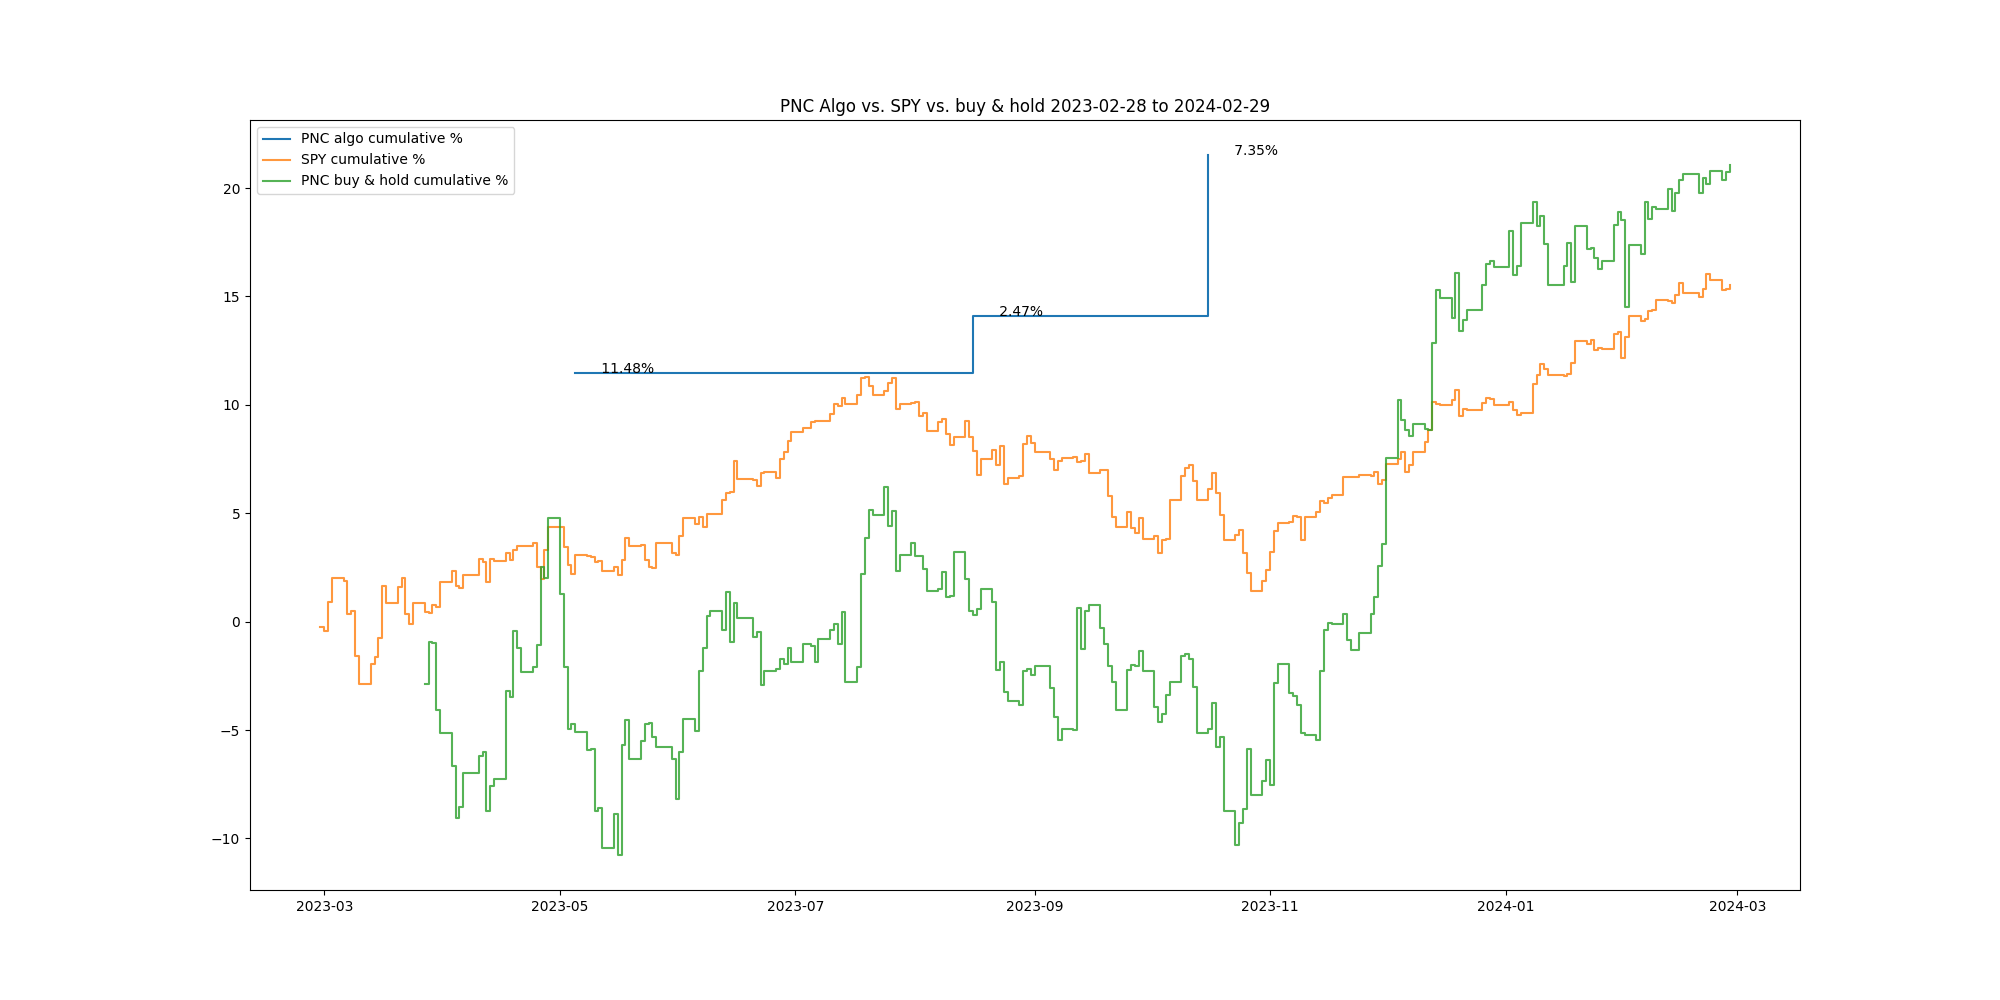 PNC Algo vs. SPY vs. buy & hold 2023-02-28 to 2024-02-29
PNC algo cumulative %
SPY cumulative %
PNC buy & hold cumulative %
7.35%
2.47%
11.48%
20
15
10
5
0
−5
−10
2023-03 2023-05 2023-07 2023-09 2023-11 2024-01 2024-03